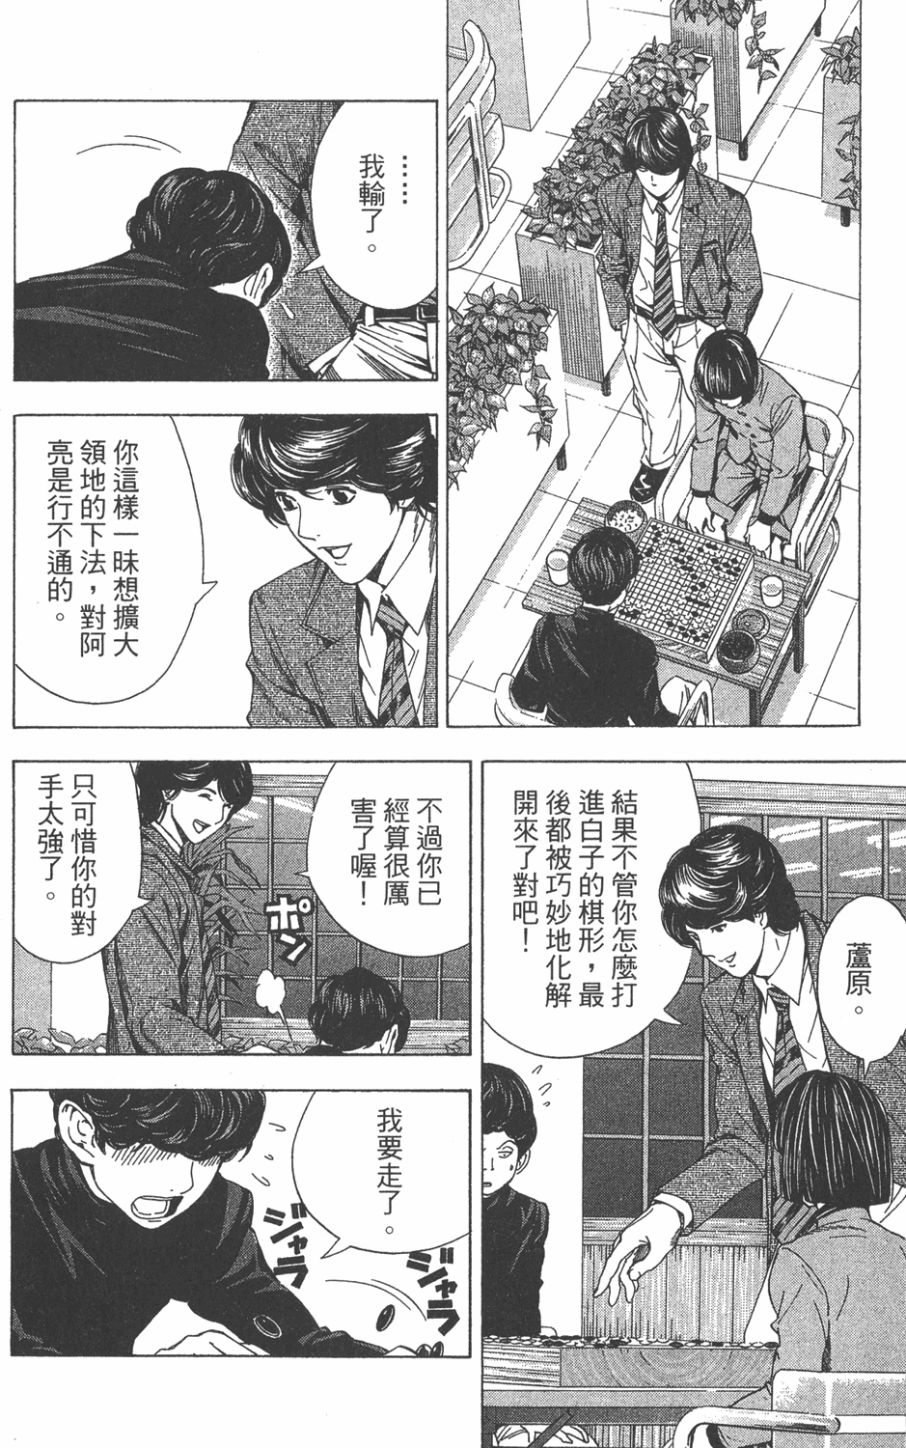 ……
我輸了。
你這樣一昧想擴大
領地的下法，對阿
亮是行不通的。
蘆原。
結果不管你怎麼打
進白子的棋形，最
後都被巧妙地化解
開來了對吧！
不過你已
經算很厲
害了喔！
ポン
只可惜你的對
手太強了。
我要走了。
ジャラ
ジャラ